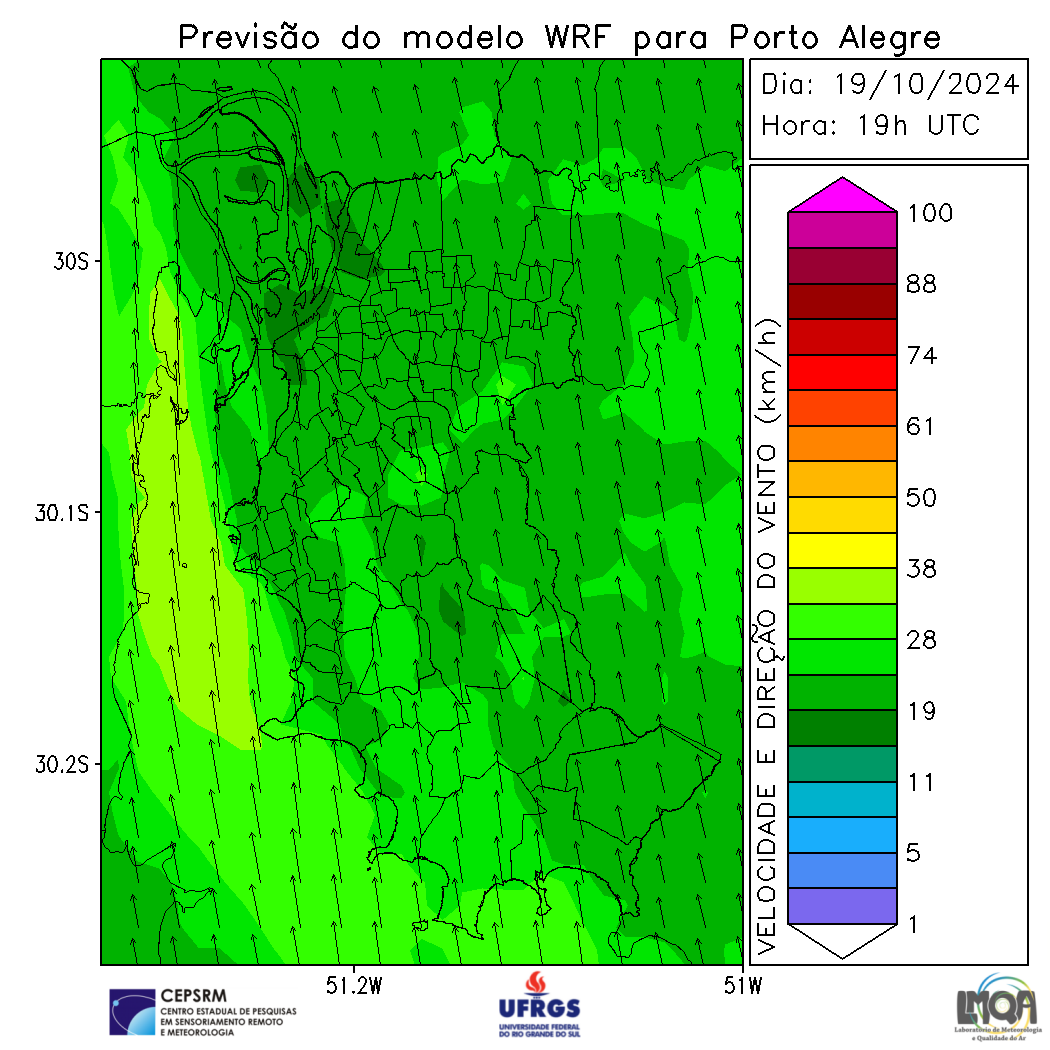 Previsão do modelo WRF para Porto Alegre
Dia: 19/10/2024
Hora: 19h UTC
30S
30.1S
30.2S
51.2W
51W
VELOCIDADE E DIREÇÃO DO VENTO (km/h)
100
88
74
61
50
38
28
19
11
5
1
CEPSRM
CENTRO ESTADUAL DE PESQUISAS
EM SENSORIAMENTO REMOTO
E METEOROLOGIA
UFRGS
UNIVERSIDADE FEDERAL
DO RIO GRANDE DO SUL
LMQA
Laboratório de Meteorologia
e Qualidade do Ar